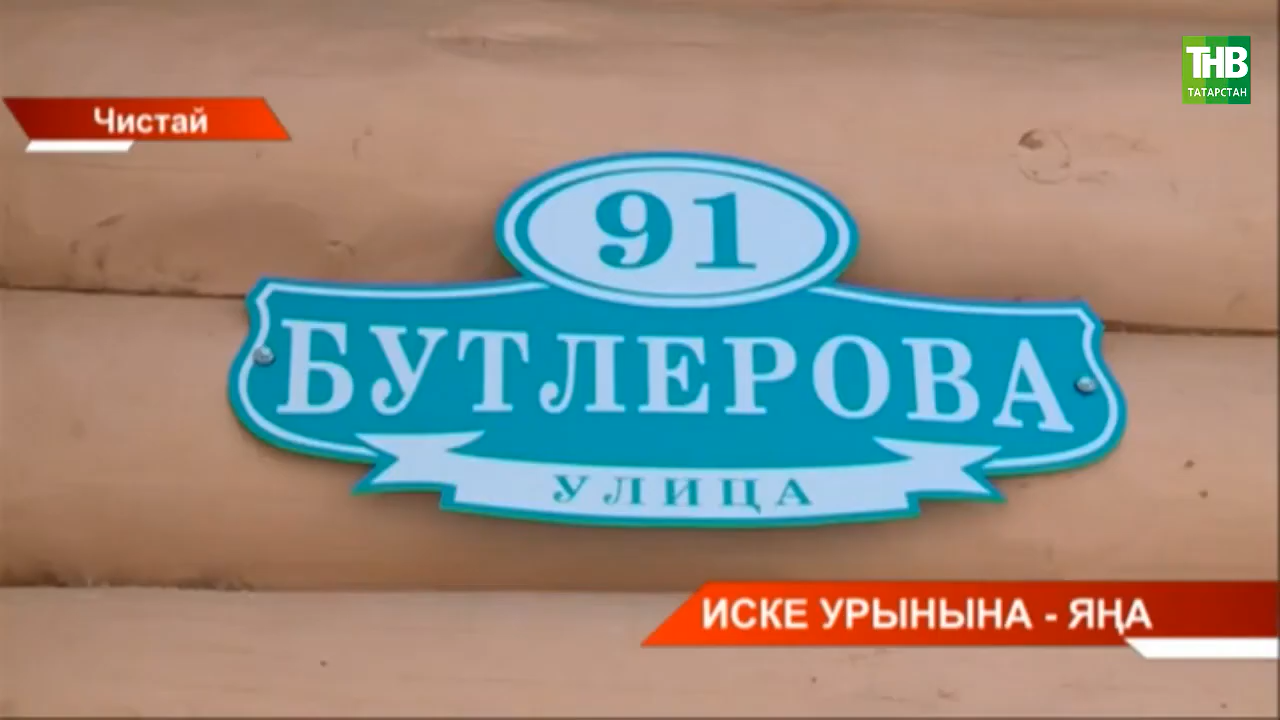 ТНВ
ТАТАРСТАН
Чистай
91
БУТЛЕРОВА
УЛИЦА
ИСКЕ УРЫНЫНА - ЯҢА